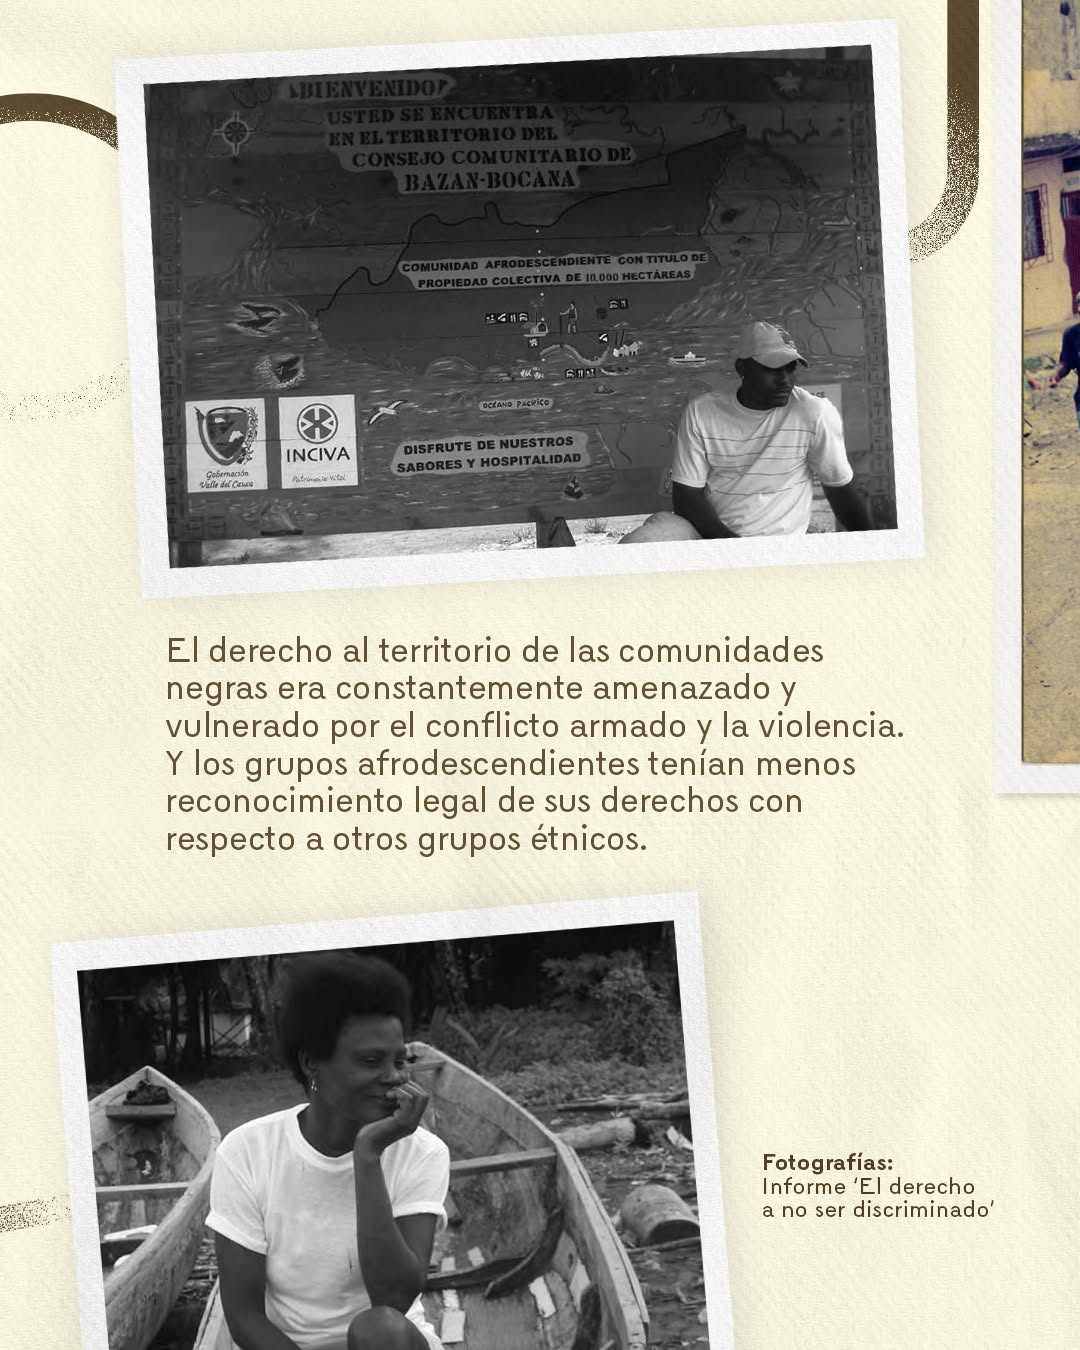 ¡BIENVENIDO!
USTED SE ENCUENTRA
EN EL TERRITORIO DEL
CONSEJO COMUNITARIO DE
BAZAN-BOCANA
COMUNIDAD AFRODESCENDIENTE CON TITULO DE
PROPIEDAD COLECTIVA DE 10.000 HECTÁREAS
OCÉANO PACÍFICO
Gobernación
Valle del Cauca
INCIVA
Patrimonio Vital
DISFRUTE DE NUESTROS
SABORES Y HOSPITALIDAD
El derecho al territorio de las comunidades
negras era constantemente amenazado y
vulnerado por el conflicto armado y la violencia.
Y los grupos afrodescendientes tenían menos
reconocimiento legal de sus derechos con
respecto a otros grupos étnicos.
Fotografías:
Informe ‘El derecho
a no ser discriminado’